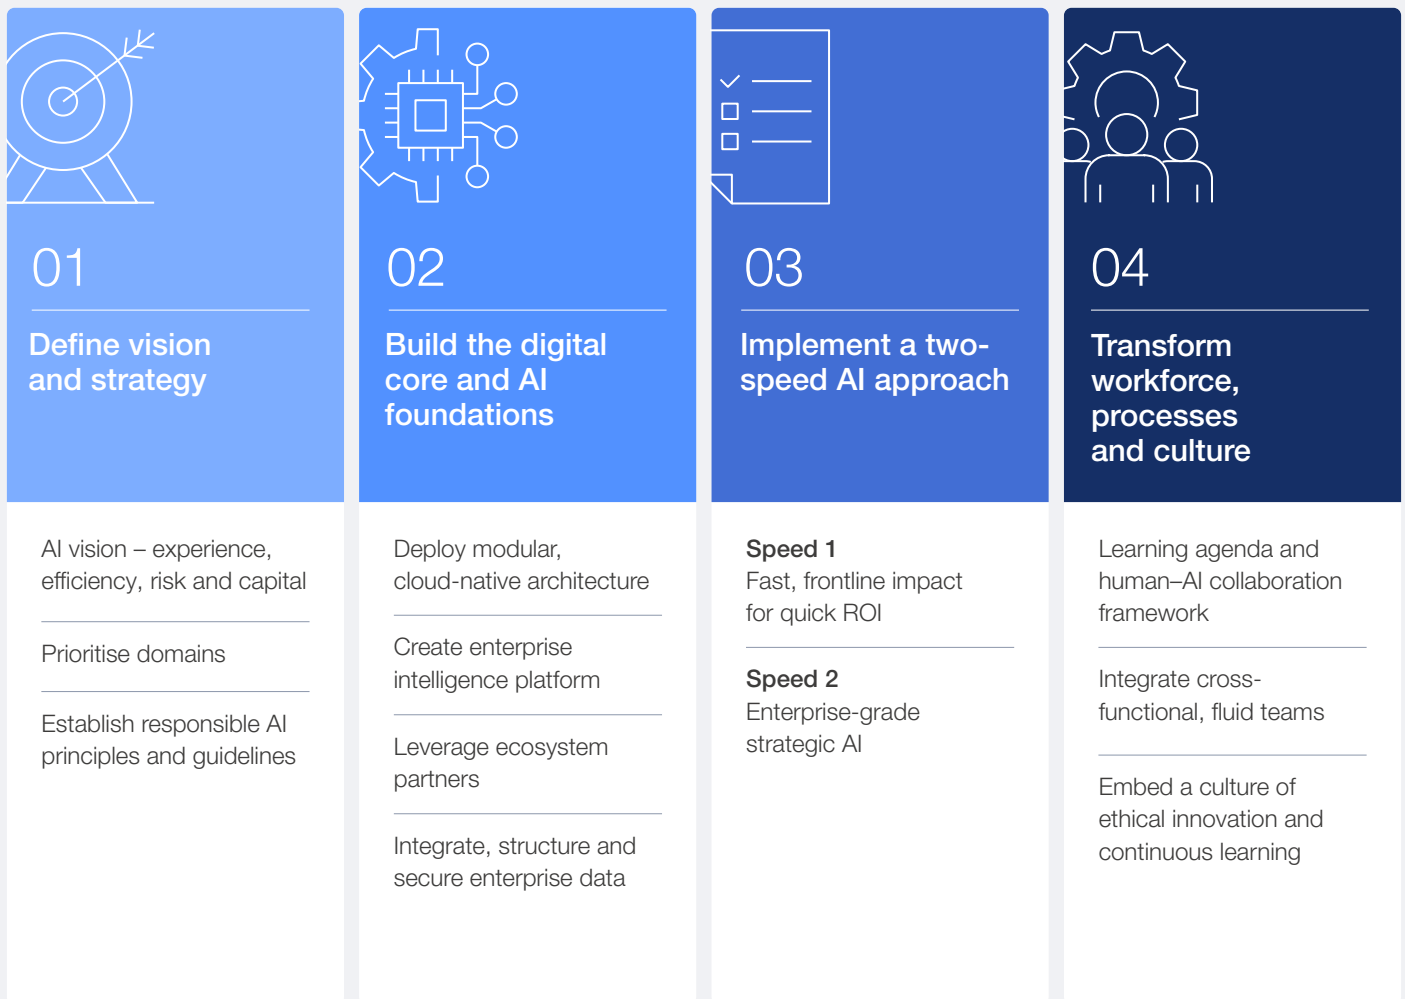 01
Define vision
and strategy
AI vision – experience,
efficiency, risk and capital
Prioritise domains
Establish responsible AI
principles and guidelines
02
Build the digital
core and AI
foundations
Deploy modular,
cloud-native architecture
Create enterprise
intelligence platform
Leverage ecosystem
partners
Integrate, structure and
secure enterprise data
03
Implement a two-
speed AI approach
Speed 1
Fast, frontline impact
for quick ROI
Speed 2
Enterprise-grade
strategic AI
04
Transform
workforce,
processes
and culture
Learning agenda and
human–AI collaboration
framework
Integrate cross-
functional, fluid teams
Embed a culture of
ethical innovation and
continuous learning